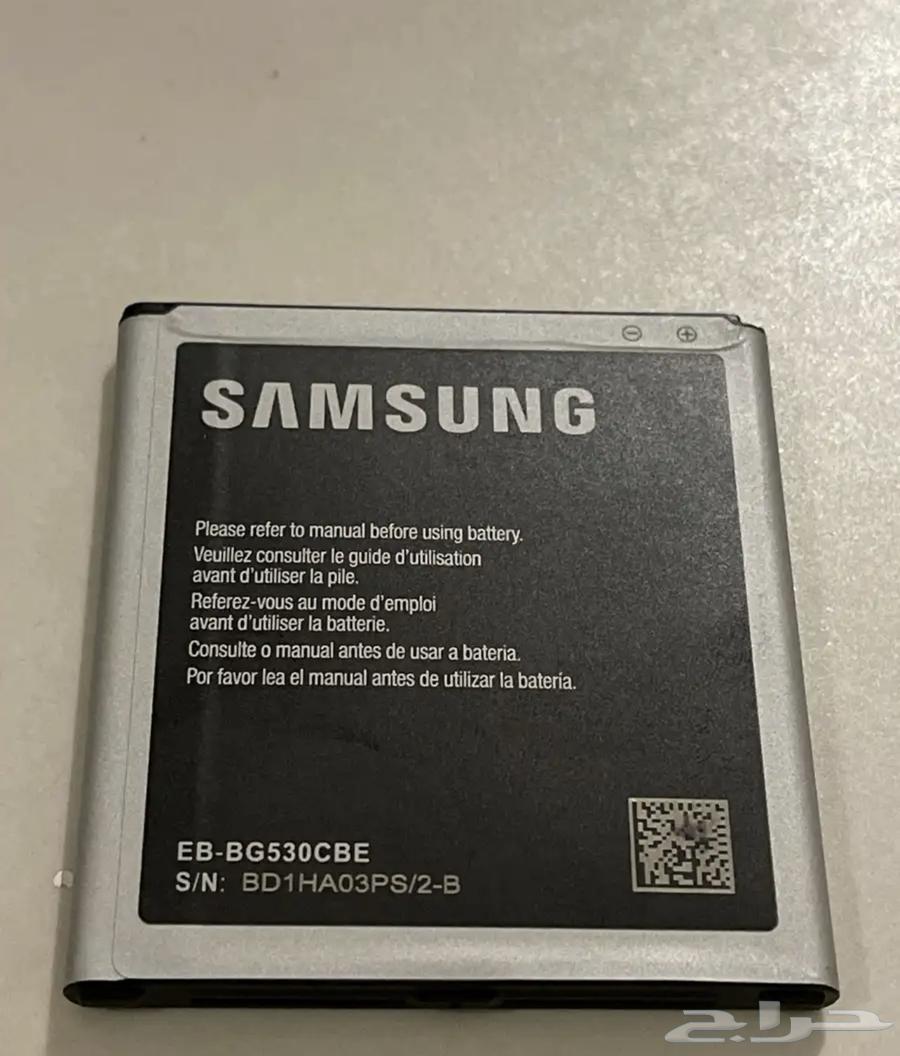 SAMSUNG
Please refer to manual before using battery.
Veuillez consulter le guide d'utilisation
avant d'utiliser la pile.
Referez-vous au mode d'emploi
avant d'utiliser la batterie.
Consulte o manual antes de usar a bateria.
Por favor lea el manual antes de utilizar la batería.
EB-BG530CBE
S/N: BD1HA03PS/2-B
حراج